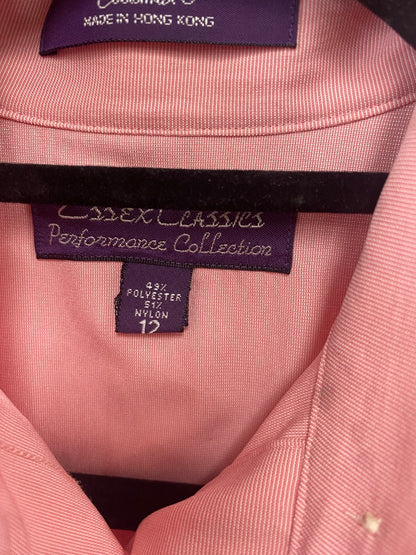 MADE IN HONG KONG
ESSEX CLASSICS
Performance Collection
49%
POLYESTER
51%
NYLON
12